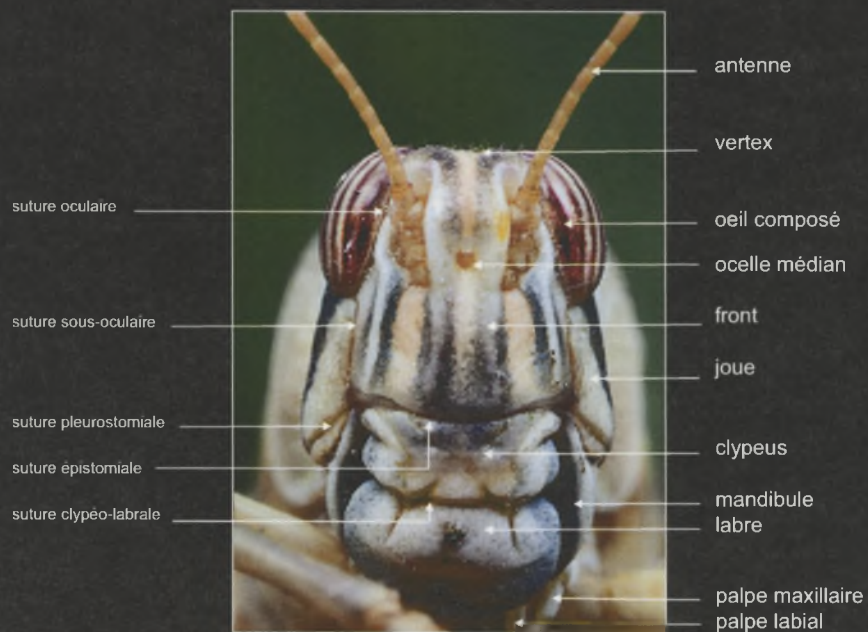 antenne
vertex
suture oculaire
oeil composé
ocelle médian
suture sous-oculaire
front
joue
suture pleurostomiale
clypeus
suture épistomiale
mandibule
suture clypéo-labrale
labre
palpe maxillaire
palpe labial